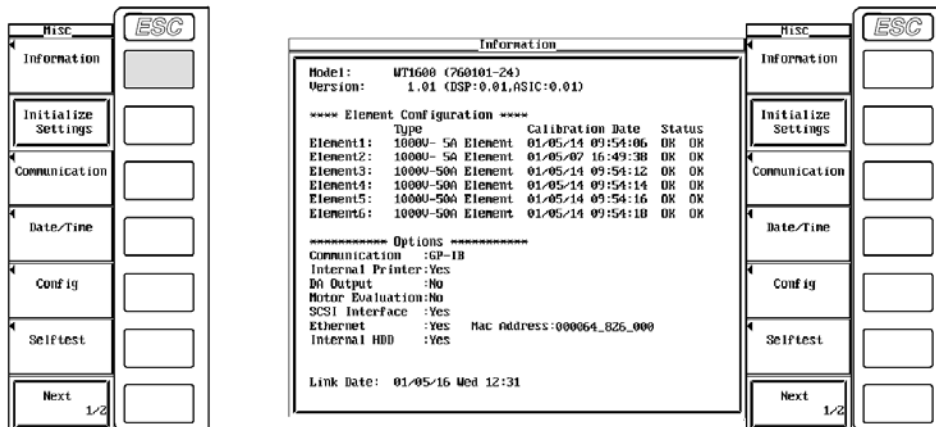 Misc
ESC
Information
Initialize
Settings
Communication
Date/Time
Config
Selftest
Next
1/2
Information
Model: WT1600 (760101-24)
Version: 1.01 (DSP:0.01,ASIC:0.01)
**** Element Configuration ****
Type Calibration Date Status
Element1: 1000V- 5A Element 01/05/14 09:54:06 OK OK
Element2: 1000V- 5A Element 01/05/07 16:49:38 OK OK
Element3: 1000V-50A Element 01/05/14 09:54:12 OK OK
Element4: 1000V-50A Element 01/05/14 09:54:14 OK OK
Element5: 1000V-50A Element 01/05/14 09:54:16 OK OK
Element6: 1000V-50A Element 01/05/14 09:54:18 OK OK
*********** Options ***********
Communication :GP-IB
Internal Printer:Yes
DA Output :No
Motor Evaluation:No
SCSI Interface :Yes
Ethernet :Yes Mac Address:000064_826_000
Internal HDD :Yes
Link Date: 01/05/16 Wed 12:31
Misc
ESC
Information
Initialize
Settings
Communication
Date/Time
Config
Selftest
Next
1/2